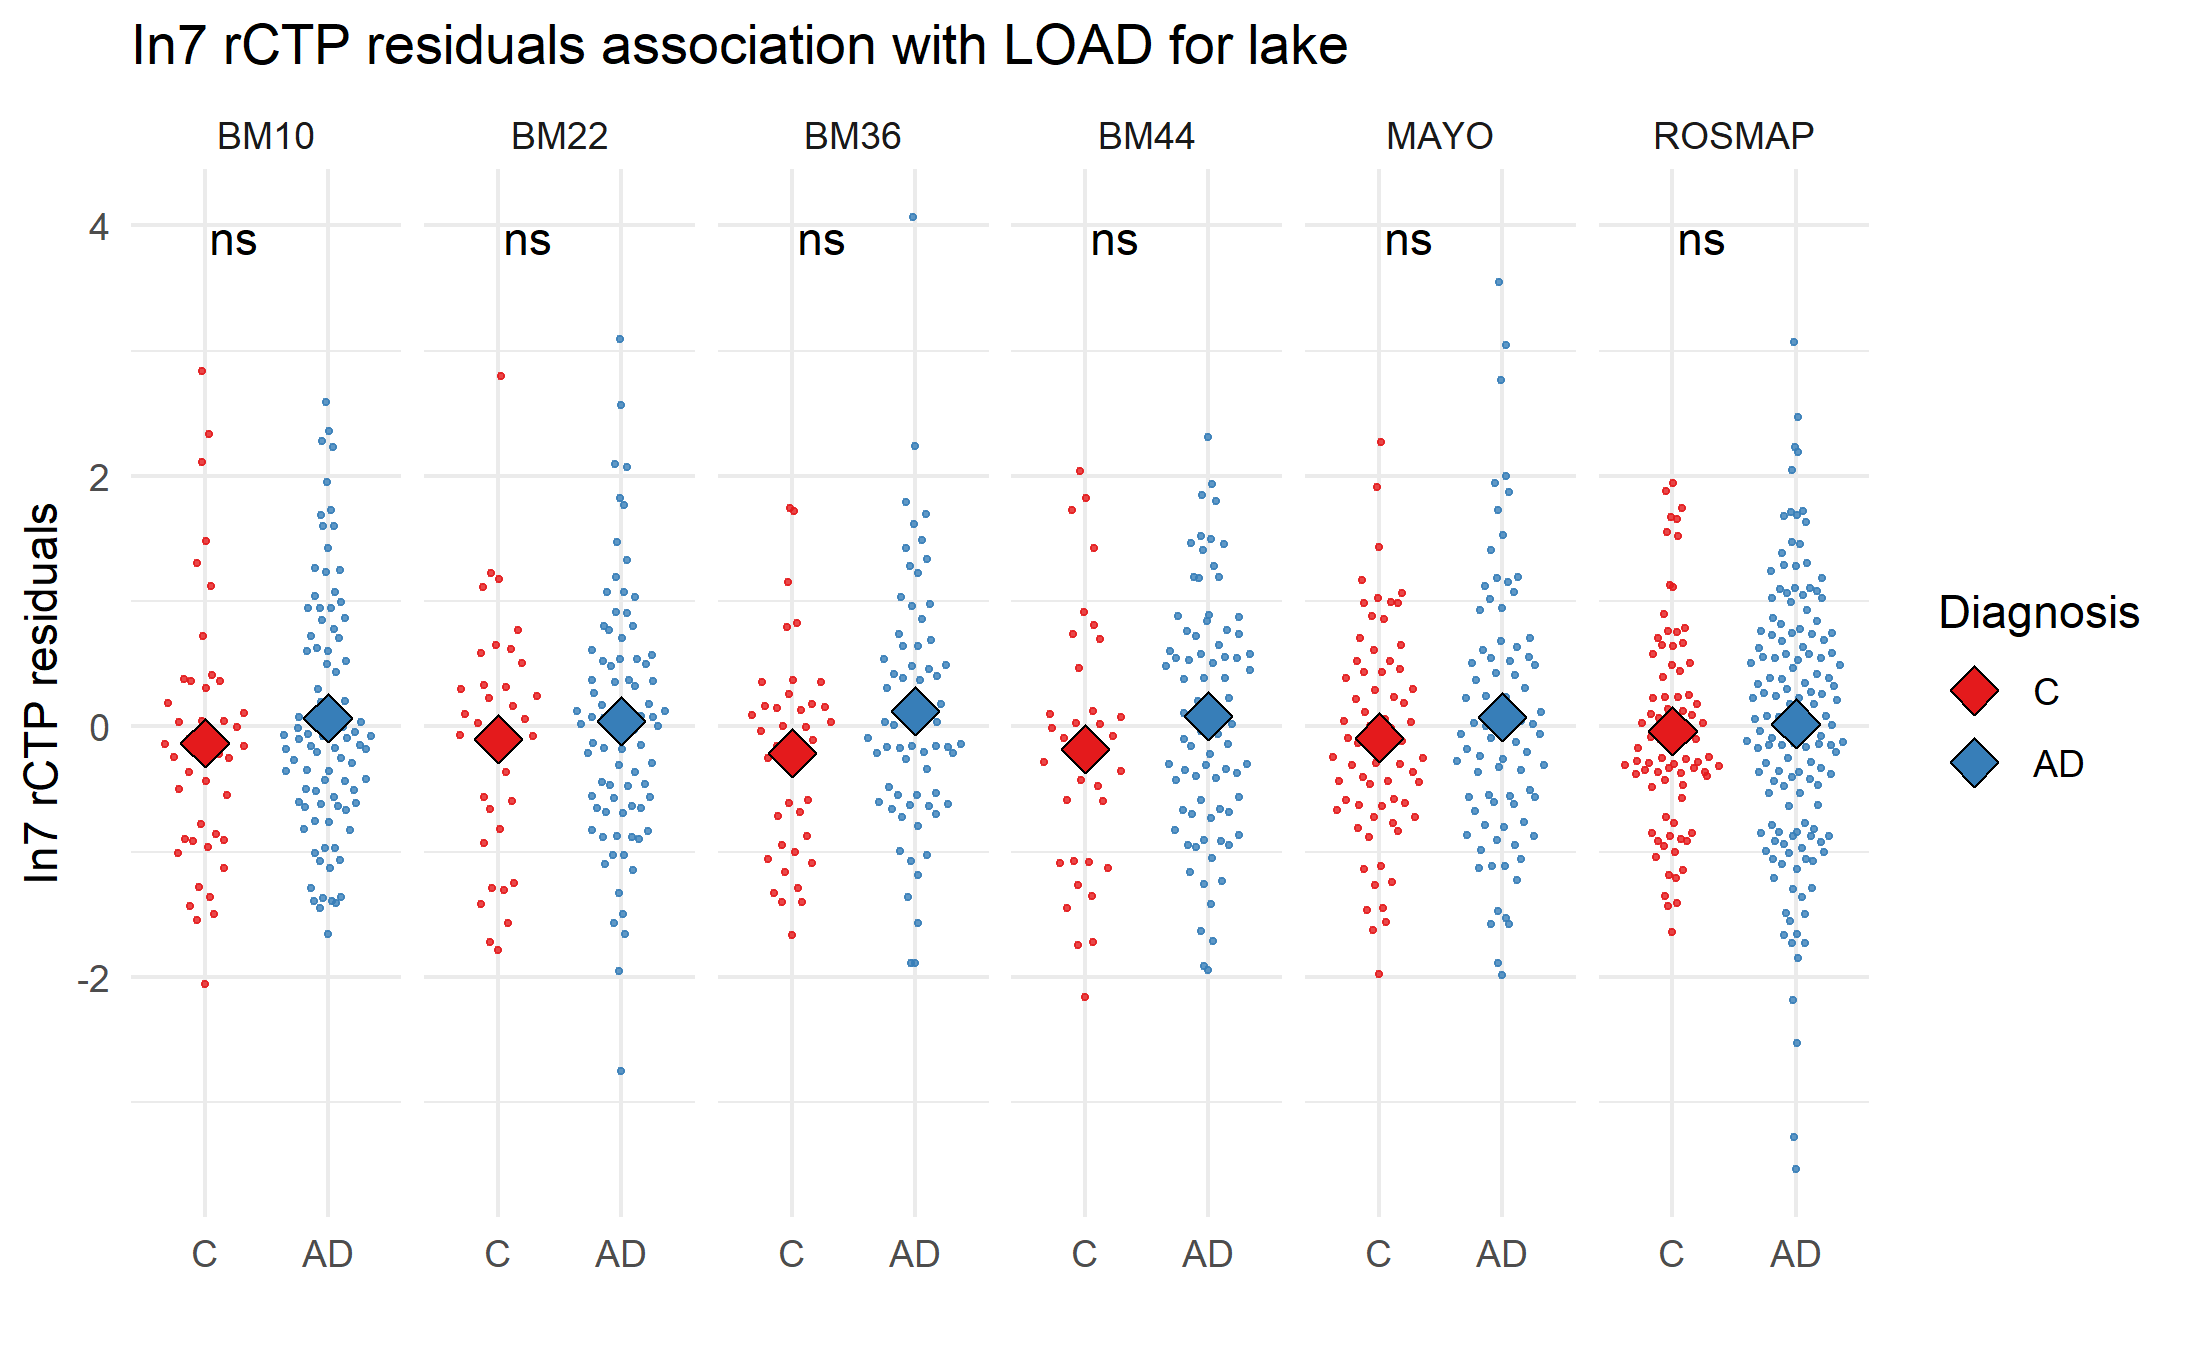 In7 rCTP residuals association with LOAD for lake
BM10 BM22 BM36 BM44 MAYO ROSMAP
ns ns ns ns ns ns
4
2
0
-2
In7 rCTP residuals
C AD C AD C AD C AD C AD C AD
Diagnosis
C
AD